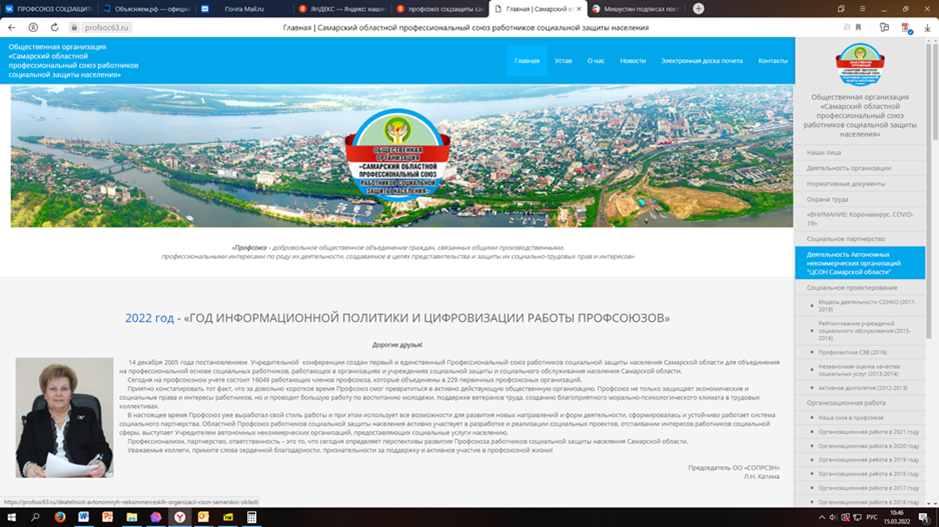 ПРОФСОЮЗ СОЦЗАЩИТЫ
Объясняем.рф — официа
Почта Mail.ru
ЯНДЕКС — Яндекс нашлос
профсоюз соцзащиты са
Главная | Самарский о
Мишустин подписал пост
profsoc63.ru
Главная | Самарский областной профессиональный союз работников социальной защиты населения
Общественная организация
«Самарский областной
профессиональный союз работников
социальной защиты населения»
Главная
Устав
О нас
Новости
Электронная доска почета
Контакты
ОБЩЕСТВЕННАЯ
ОРГАНИЗАЦИЯ
«САМАРСКИЙ ОБЛАСТНОЙ
ПРОФЕССИОНАЛЬНЫЙ СОЮЗ
РАБОТНИКОВ СОЦИАЛЬНОЙ
ЗАЩИТЫ НАСЕЛЕНИЯ»
«Профсоюз – добровольное общественное объединение граждан, связанных общими производственными,
профессиональными интересами по роду их деятельности, создаваемое в целях представительства и защиты их социально-трудовых прав и интересов»
2022 год - «ГОД ИНФОРМАЦИОННОЙ ПОЛИТИКИ И ЦИФРОВИЗАЦИИ РАБОТЫ ПРОФСОЮЗОВ»
Дорогие друзья!
14 декабря 2005 года постановлением Учредительной конференции создан первый и единственный Профессиональный союз работников социальной защиты населения Самарской области для объединения
на профессиональной основе социальных работников, работающих в организациях и учреждениях социальной защиты и социального обслуживания населения Самарской области.
Сегодня на профсоюзном учете состоит 16049 работающих членов профсоюза, которые объединены в 229 первичных профсоюзных организаций.
Приятно констатировать тот факт, что за довольно короткое время Профсоюз смог превратиться в активно действующую общественную организацию. Профсоюз не только защищает экономические и
социальные права и интересы работников, но и проводит большую работу по воспитанию молодежи, поддержке ветеранов труда, созданию благоприятного морально-психологического климата в трудовых
коллективах.
В настоящее время Профсоюз уже выработал свой стиль работы и при этом использует все возможности для развития новых направлений и форм деятельности, сформировалась и устойчиво работает система
социального партнерства. Областной Профсоюз работников социальной защиты населения активно участвует в разработке и реализации социальных проектов, отстаивании интересов работников социальной
сферы, выступает Учредителем автономных некоммерческих организаций, предоставляющих социальные услуги населению.
Профессионализм, партнерство, ответственность – это то, что сегодня определяет перспективы развития Профсоюза работников социальной защиты населения Самарской области.
Уважаемые коллеги, примите слова сердечной благодарности, признательности за поддержку и активное участие в профсоюзной жизни!
Председатель ОО «СОПРСЗН»
Л.Н. Катина
Общественная организация
«Самарский областной
профессиональный союз
работников социальной защиты
населения»
Наши лица
Деятельность организации
Нормативные документы
Охрана труда
«ВНИМАНИЕ: Коронавирус. COVID-
19»
Социальное партнерство
Деятельность Автономных
некоммерческих организаций
"ЦСОН Самарской области"
Социальное проектирование
Модель деятельности СОНКО (2017-
2018)
Рейтингование учреждений
социального обслуживания (2015-
2016)
Профилактика СЭВ (2016)
Независимая оценка качества
социальных услуг (2013-2014)
Активное долголетие (2012-2013)
Организационная работа
Наша сила в профсоюзе
Организационная работа в 2021 году
Организационная работа в 2020 году
Организационная работа в 2019 году
Организационная работа в 2018 году
Организационная работа в 2017 году
Организационная работа в 2016 году
https://profsoc63.ru/deatelnost-avtonomnyh-nekommerceskih-organizacii-cson-samarskoi-oblasti
РУС
10:46
15.03.2022